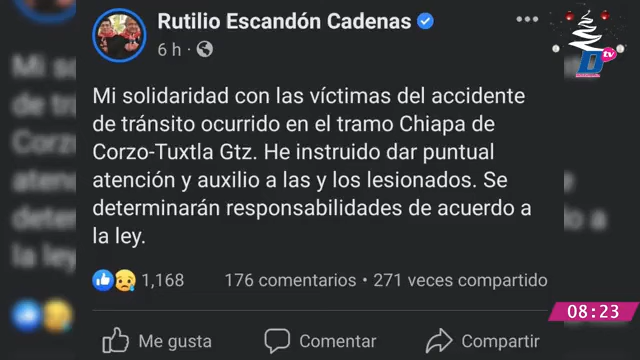 Rutilio Escandón Cadenas
6 h
Mi solidaridad con las víctimas del accidente
de tránsito ocurrido en el tramo Chiapa de
Corzo-Tuxtla Gtz. He instruido dar puntual
atención y auxilio a las y los lesionados. Se
determinarán responsabilidades de acuerdo a
la ley.
1,168 176 comentarios • 271 veces compartido
Me gusta Comentar Compartir
D tv
08:23